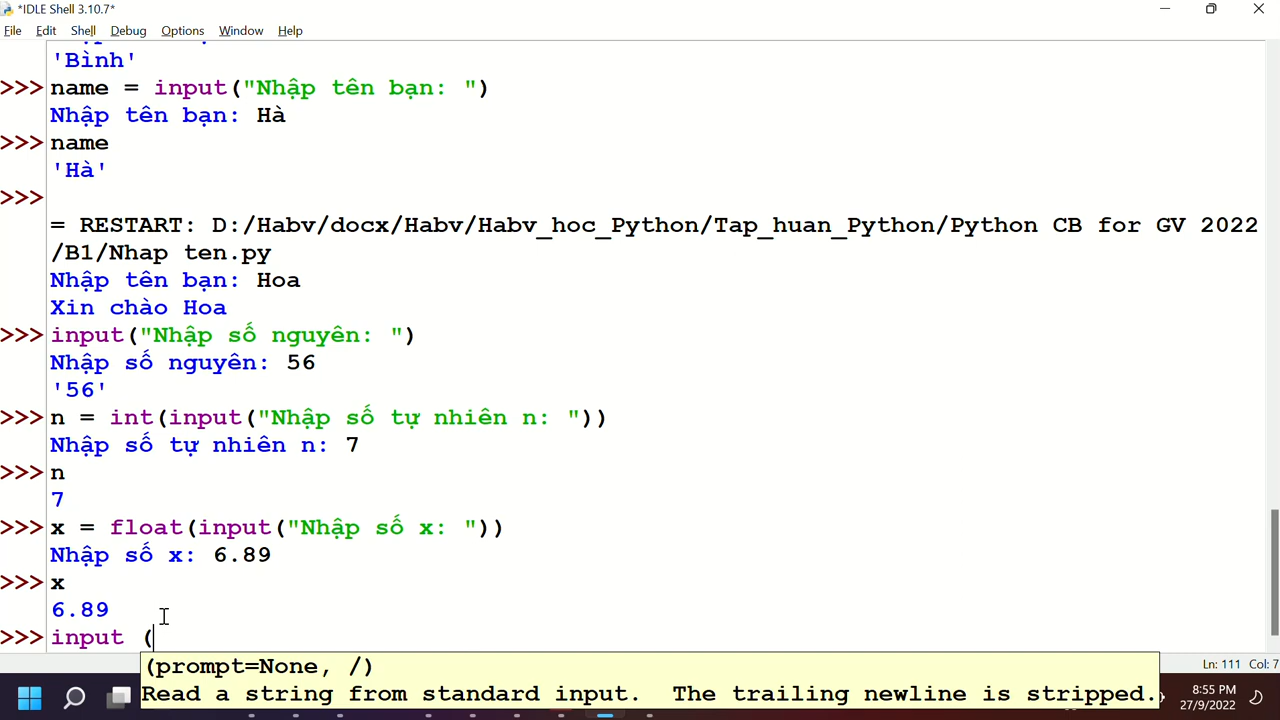 *IDLE Shell 3.10.7*
File Edit Shell Debug Options Window Help
'Bình'
>>> name = input("Nhập tên bạn: ")
Nhập tên bạn: Hà
>>> name
'Hà'
>>>
= RESTART: D:/Habv/docx/Habv/Habv_hoc_Python/Tap_huan_Python/Python CB for GV 2022
/B1/Nhap ten.py
Nhập tên bạn: Hoa
Xin chào Hoa
>>> input("Nhập số nguyên: ")
Nhập số nguyên: 56
'56'
>>> n = int(input("Nhập số tự nhiên n: "))
Nhập số tự nhiên n: 7
>>> n
7
>>> x = float(input("Nhập số x: "))
Nhập số x: 6.89
>>> x
6.89
>>> input (
(prompt=None, /)
Read a string from standard input.  The trailing newline is stripped.
Ln: 111 Col: 7
8:55 PM
27/9/2022